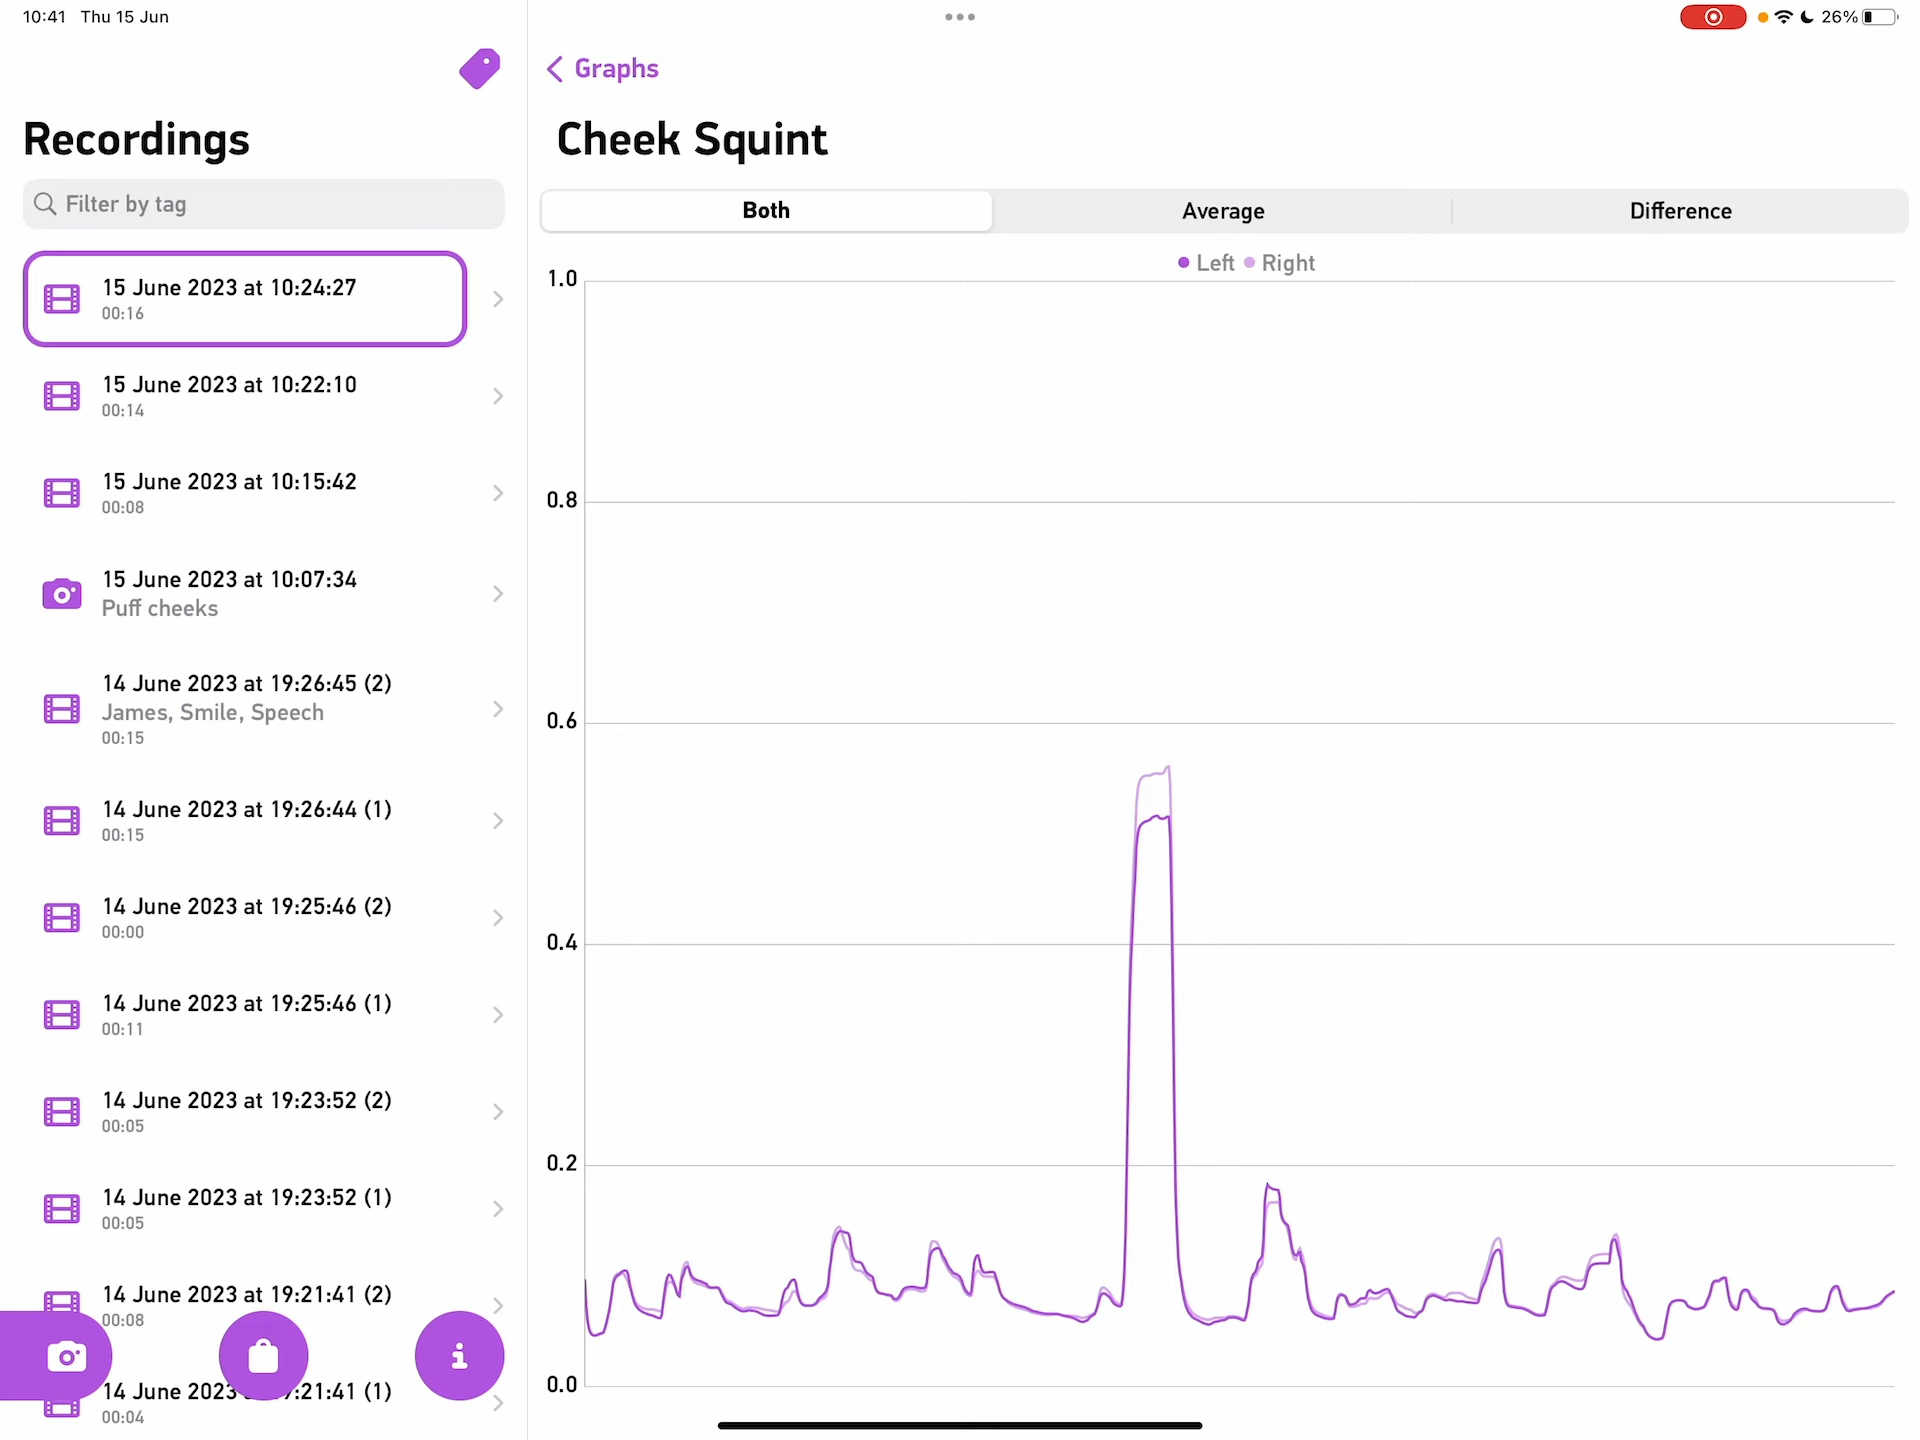 10:41 Thu 15 Jun
26%
Recordings
Filter by tag
15 June 2023 at 10:24:27
00:16
15 June 2023 at 10:22:10
00:14
15 June 2023 at 10:15:42
00:08
15 June 2023 at 10:07:34
Puff cheeks
14 June 2023 at 19:26:45 (2)
James, Smile, Speech
00:15
14 June 2023 at 19:26:44 (1)
00:15
14 June 2023 at 19:25:46 (2)
00:00
14 June 2023 at 19:25:46 (1)
00:11
14 June 2023 at 19:23:52 (2)
00:05
14 June 2023 at 19:23:52 (1)
00:05
14 June 2023 at 19:21:41 (2)
00:08
14 June 2023 :21:41 (1)
00:04
Graphs
Cheek Squint
Both Average Difference
Left Right
1.0
0.8
0.6
0.4
0.2
0.0